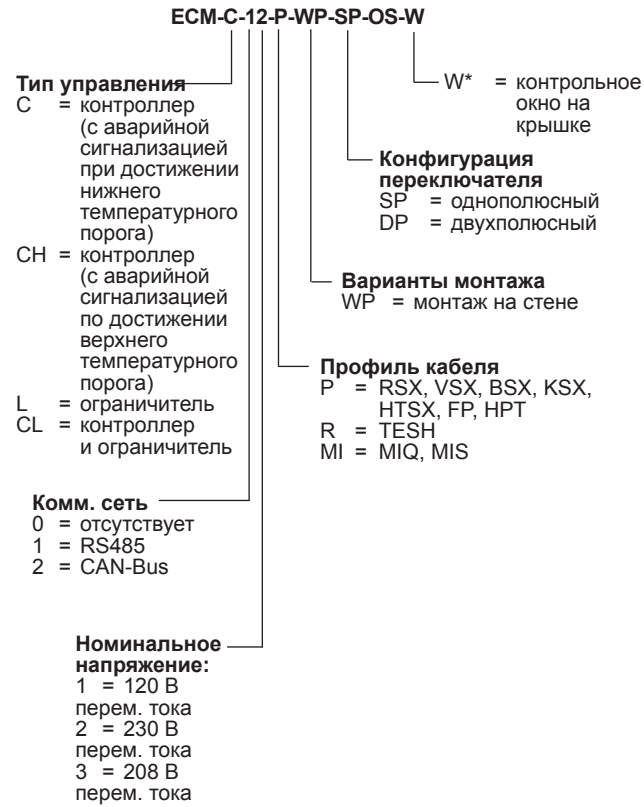 ECM-C-12-P-WP-SP-OS-W
Тип управления
C = контроллер
(с аварийной
сигнализацией
при достижении
нижнего
температурного
порога)
CH = контроллер
(с аварийной
сигнализацией
по достижении
верхнего
температурного
порога)
L = ограничитель
CL = контроллер
и ограничитель
W* = контрольное
окно на
крышке
Конфигурация
переключателя
SP = однополюсный
DP = двухполюсный
Варианты монтажа
WP = монтаж на стене
Профиль кабеля
P = RSX, VSX, BSX, KSX,
HTSX, FP, HPT
R = TESH
MI = MIQ, MIS
Комм. сеть
0 = отсутствует
1 = RS485
2 = CAN-Bus
Номинальное
напряжение:
1 = 120 В
перем. тока
2 = 230 В
перем. тока
3 = 208 В
перем. тока